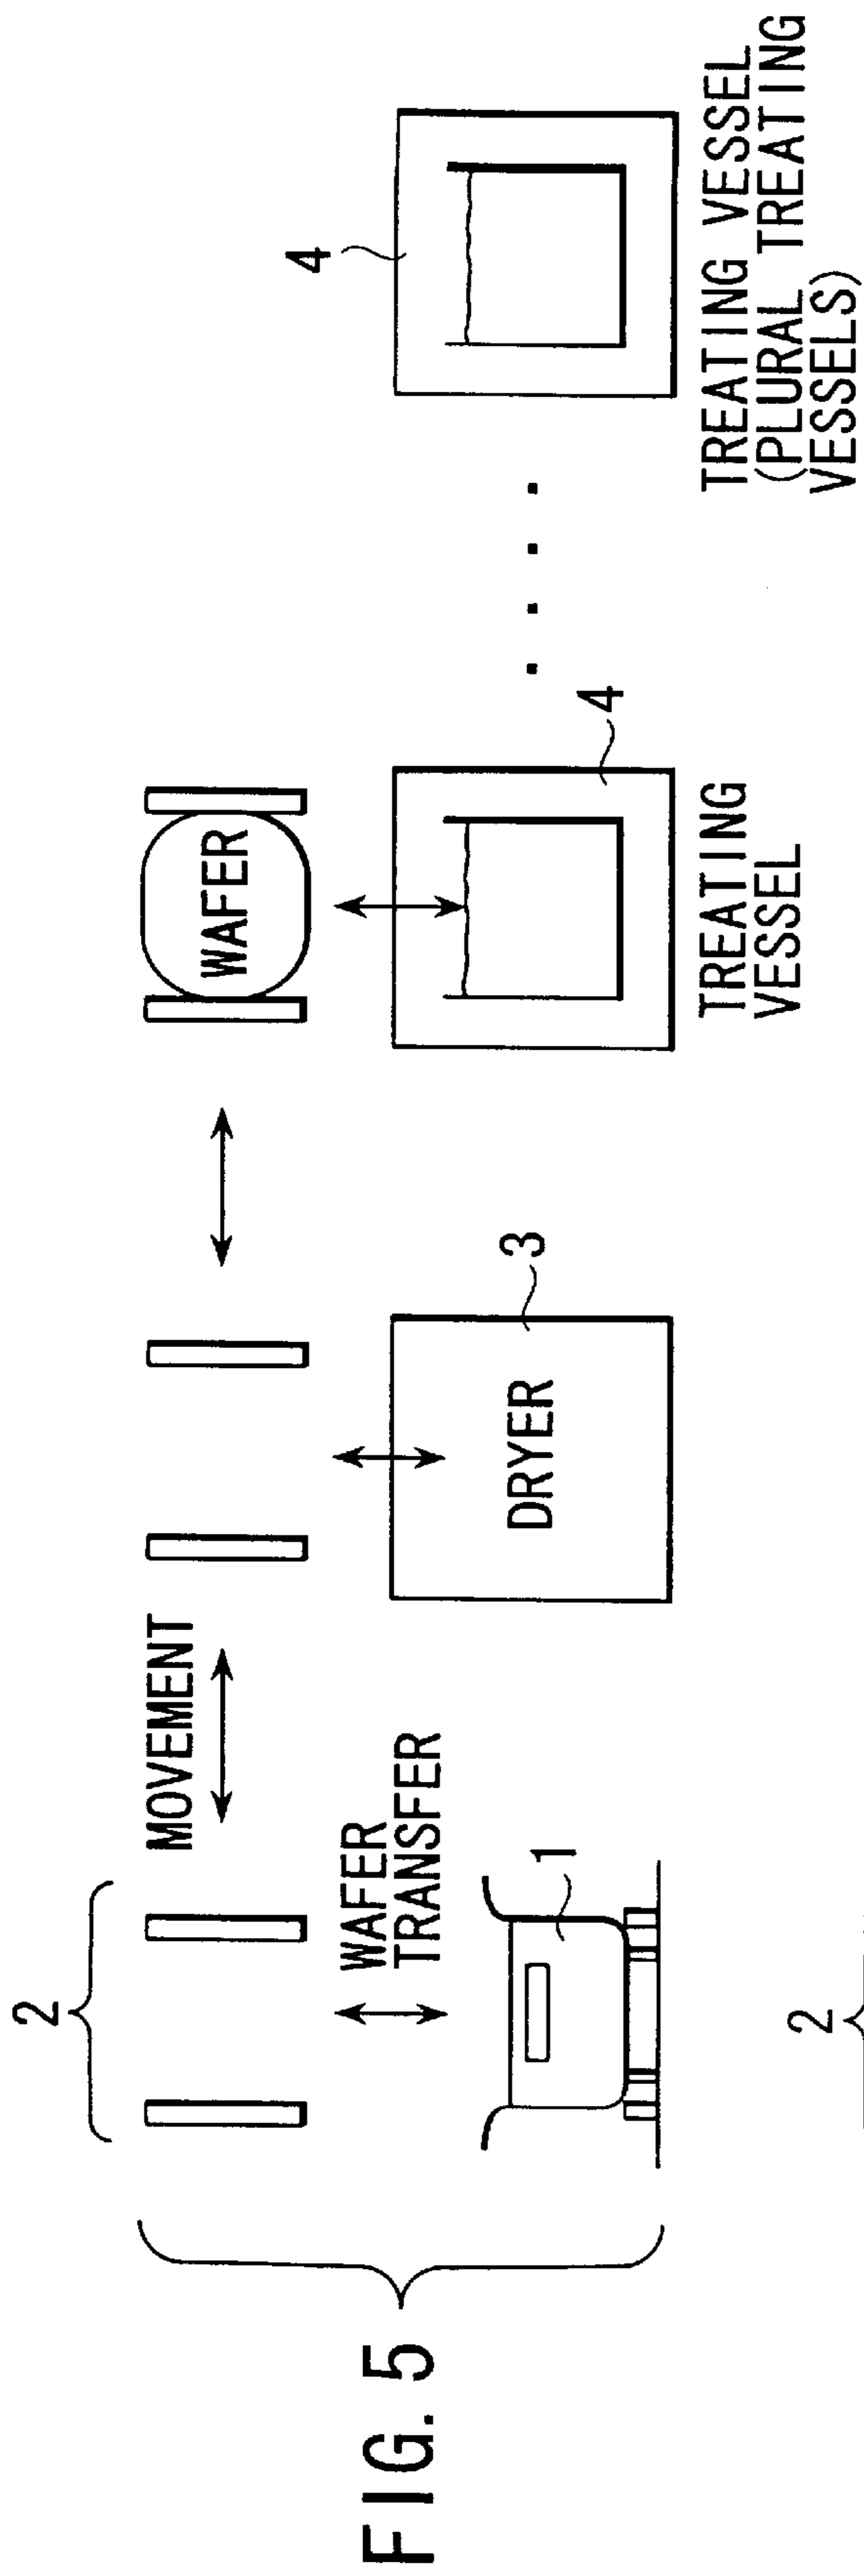 FIG. 5
2
MOVEMENT
WAFER
TRANSFER
1
DRYER
3
WAFER
4
TREATING
VESSEL
4
TREATING VESSEL
(PLURAL TREATING
VESSELS)
2